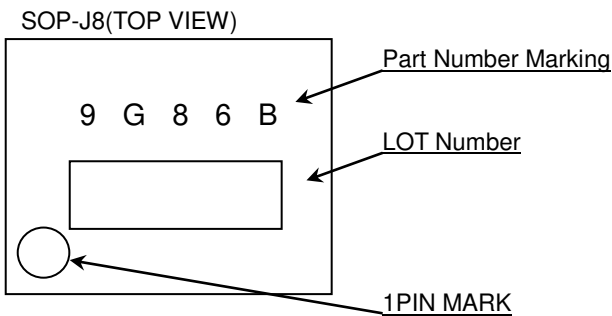 SOP-J8(TOP VIEW)
Part Number Marking
9 G 8 6 B
LOT Number
1PIN MARK